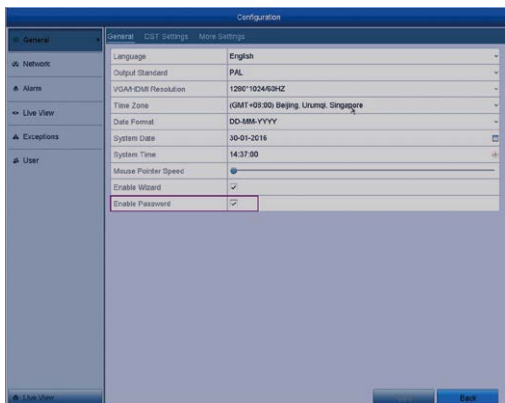 Configuration
General
Network
Alarm
Live View
Exceptions
User
General DST Settings More Settings
Language English
Output Standard PAL
VGA/HDMI Resolution 1280*1024/60HZ
Time Zone (GMT+08:00) Beijing, Urumqi, Singapore
Date Format DD-MM-YYYY
System Date 30-01-2016
System Time 14:37:00
Mouse Pointer Speed
Enable Wizard
Enable Password
Live View
Back